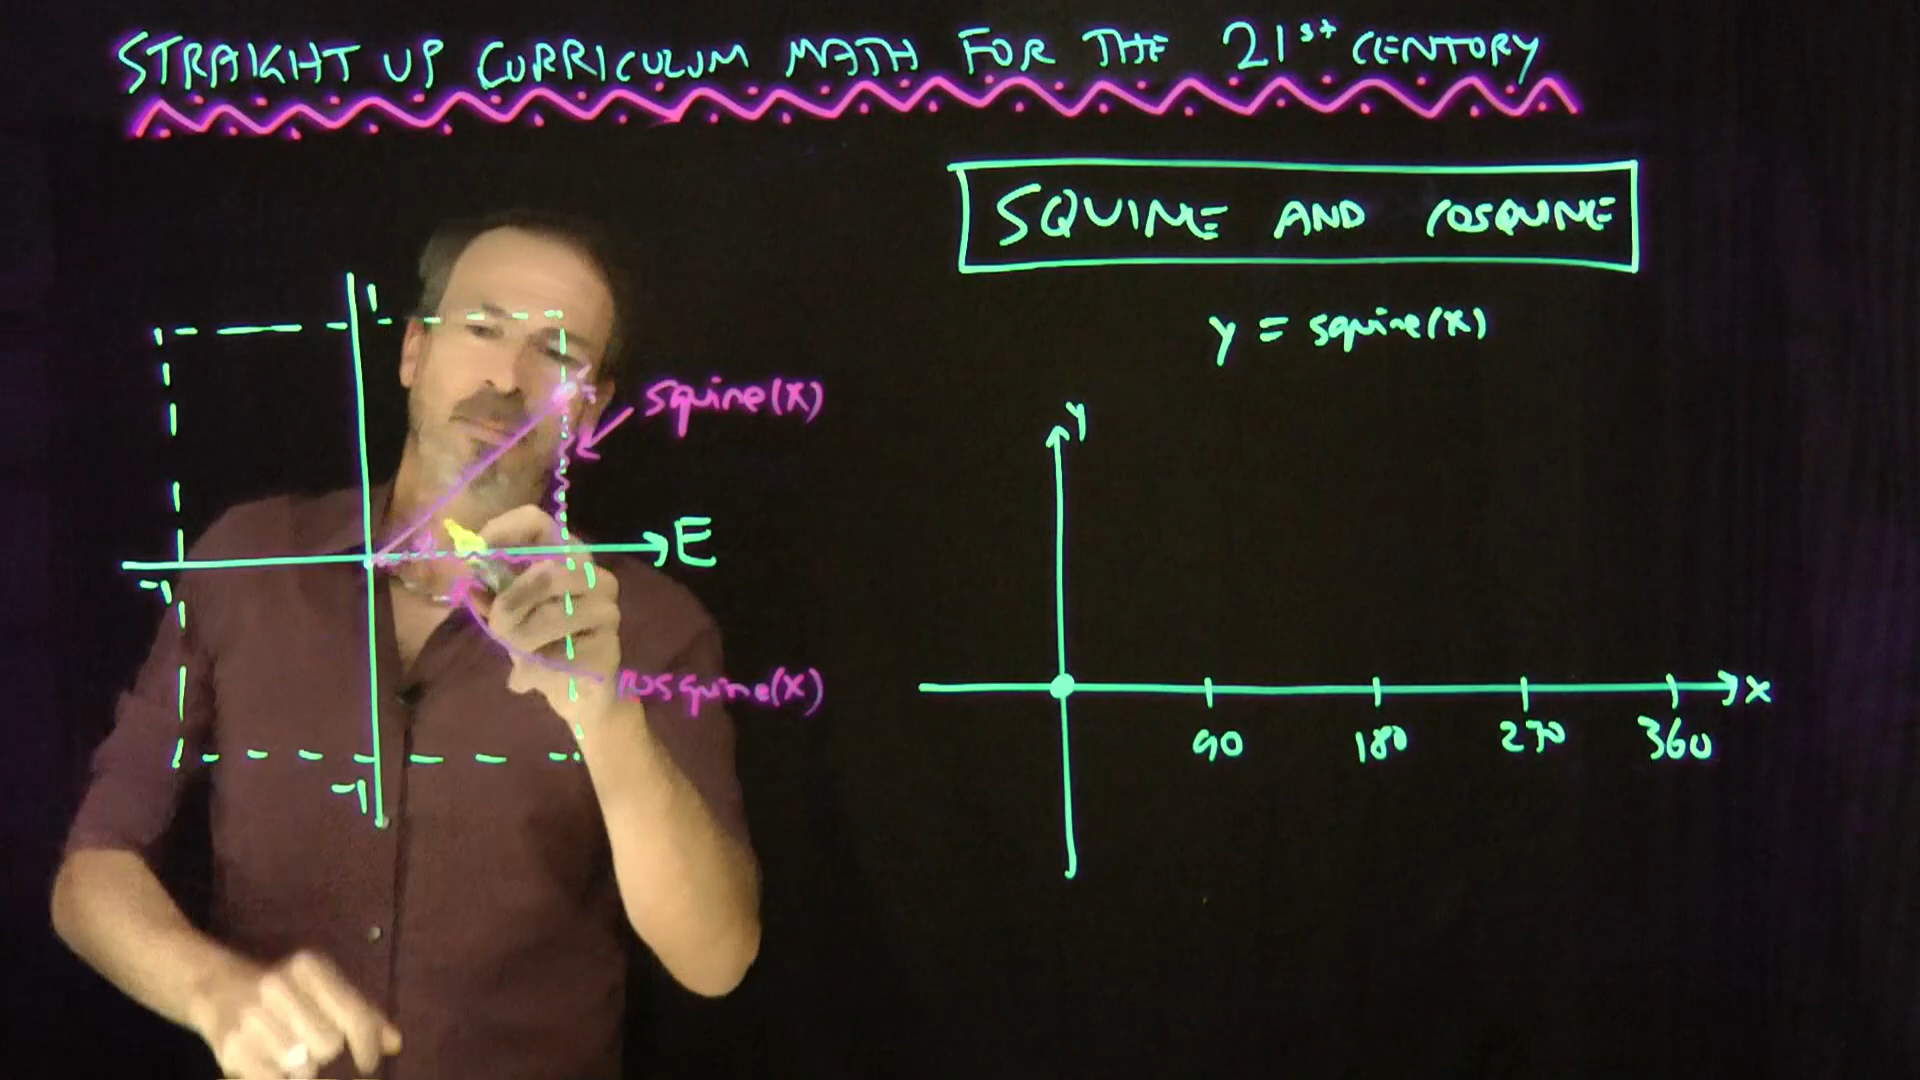 STRAIGHT UP CURRICULUM MATH FOR THE 21st CENTURY
SQUINE AND COSQUINE
y = squine(x)
1
squine(x)
E
-1
1
cosquine(x)
-1
Y
X
90 180 270 360